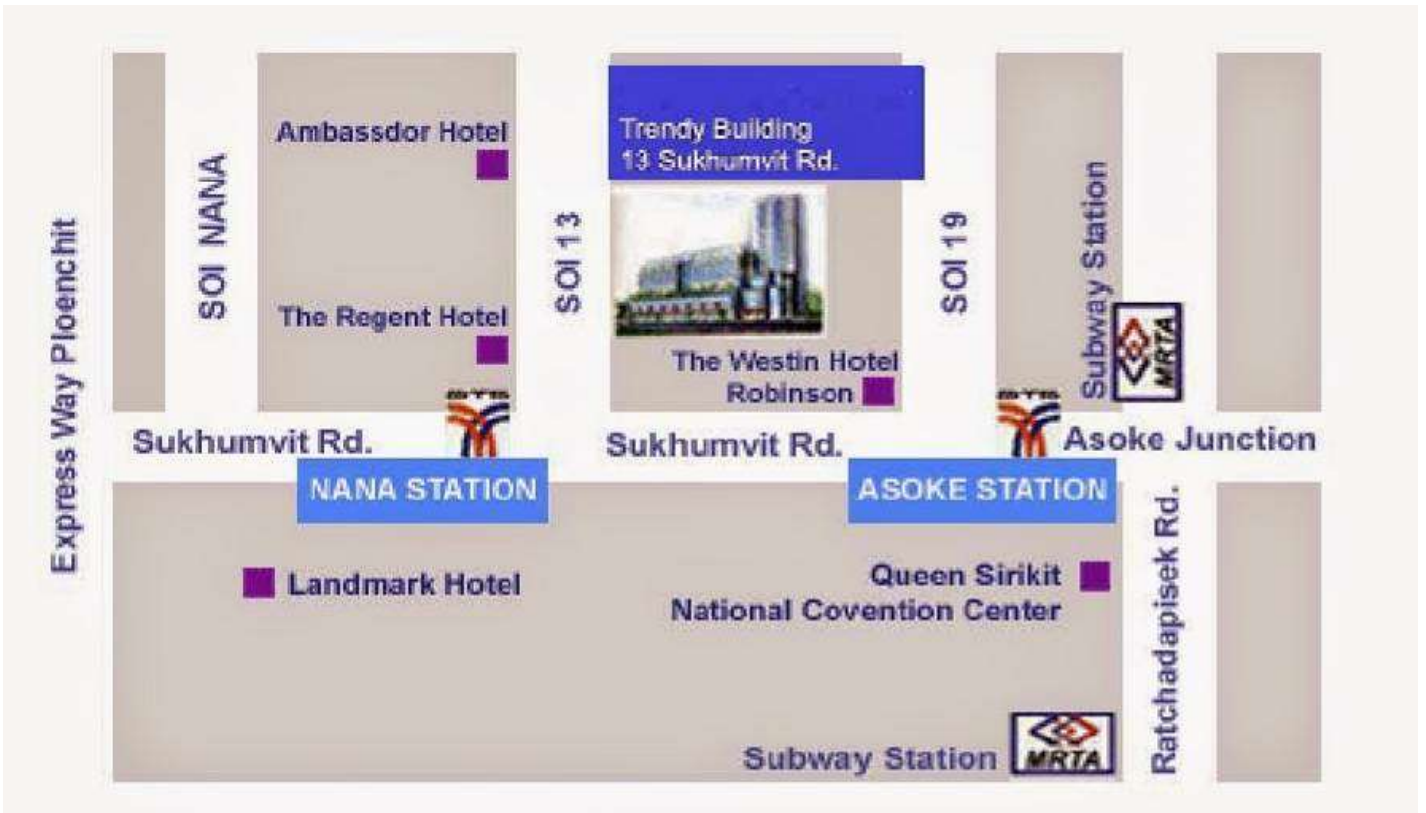 Ambassdor Hotel
Trendy Building
13 Sukhumvit Rd.
Express Way Ploenchit
SOI NANA
SOI 13
SOI 19
Subway Station
MRTA
The Regent Hotel
The Westin Hotel
Robinson
BTS
BTS
Sukhumvit Rd.
Sukhumvit Rd.
Asoke Junction
NANA STATION
ASOKE STATION
Landmark Hotel
Queen Sirikit
National Covention Center
Ratchadapisek Rd.
Subway Station
MRTA